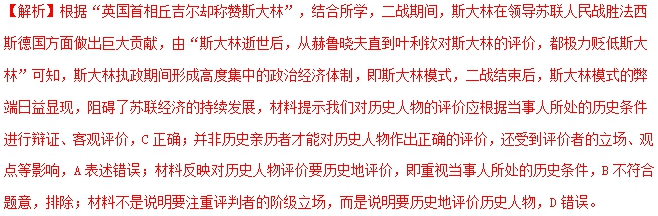 【解析】根据“英国首相丘吉尔却称赞斯大林”，结合所学，二战期间，斯大林在领导苏联人民战胜法西
斯德国方面做出巨大贡献，由“斯大林逝世后，从赫鲁晓夫直到叶利钦对斯大林的评价，都极力贬低斯大
林”可知，斯大林执政期间形成高度集中的政治经济体制，即斯大林模式，二战结束后，斯大林模式的弊
端日益显现，阻碍了苏联经济的持续发展，材料提示我们对历史人物的评价应根据当事人所处的历史条件
进行辩证、客观评价，C 正确；并非历史亲历者才能对历史人物作出正确的评价，还受到评价者的立场、观
点等影响，A 表述错误；材料反映对历史人物评价要历史地评价，即重视当事人所处的历史条件，B 不符合
题意，排除；材料不是说明要注重评判者的阶级立场，而是说明要历史地评价历史人物，D 错误。